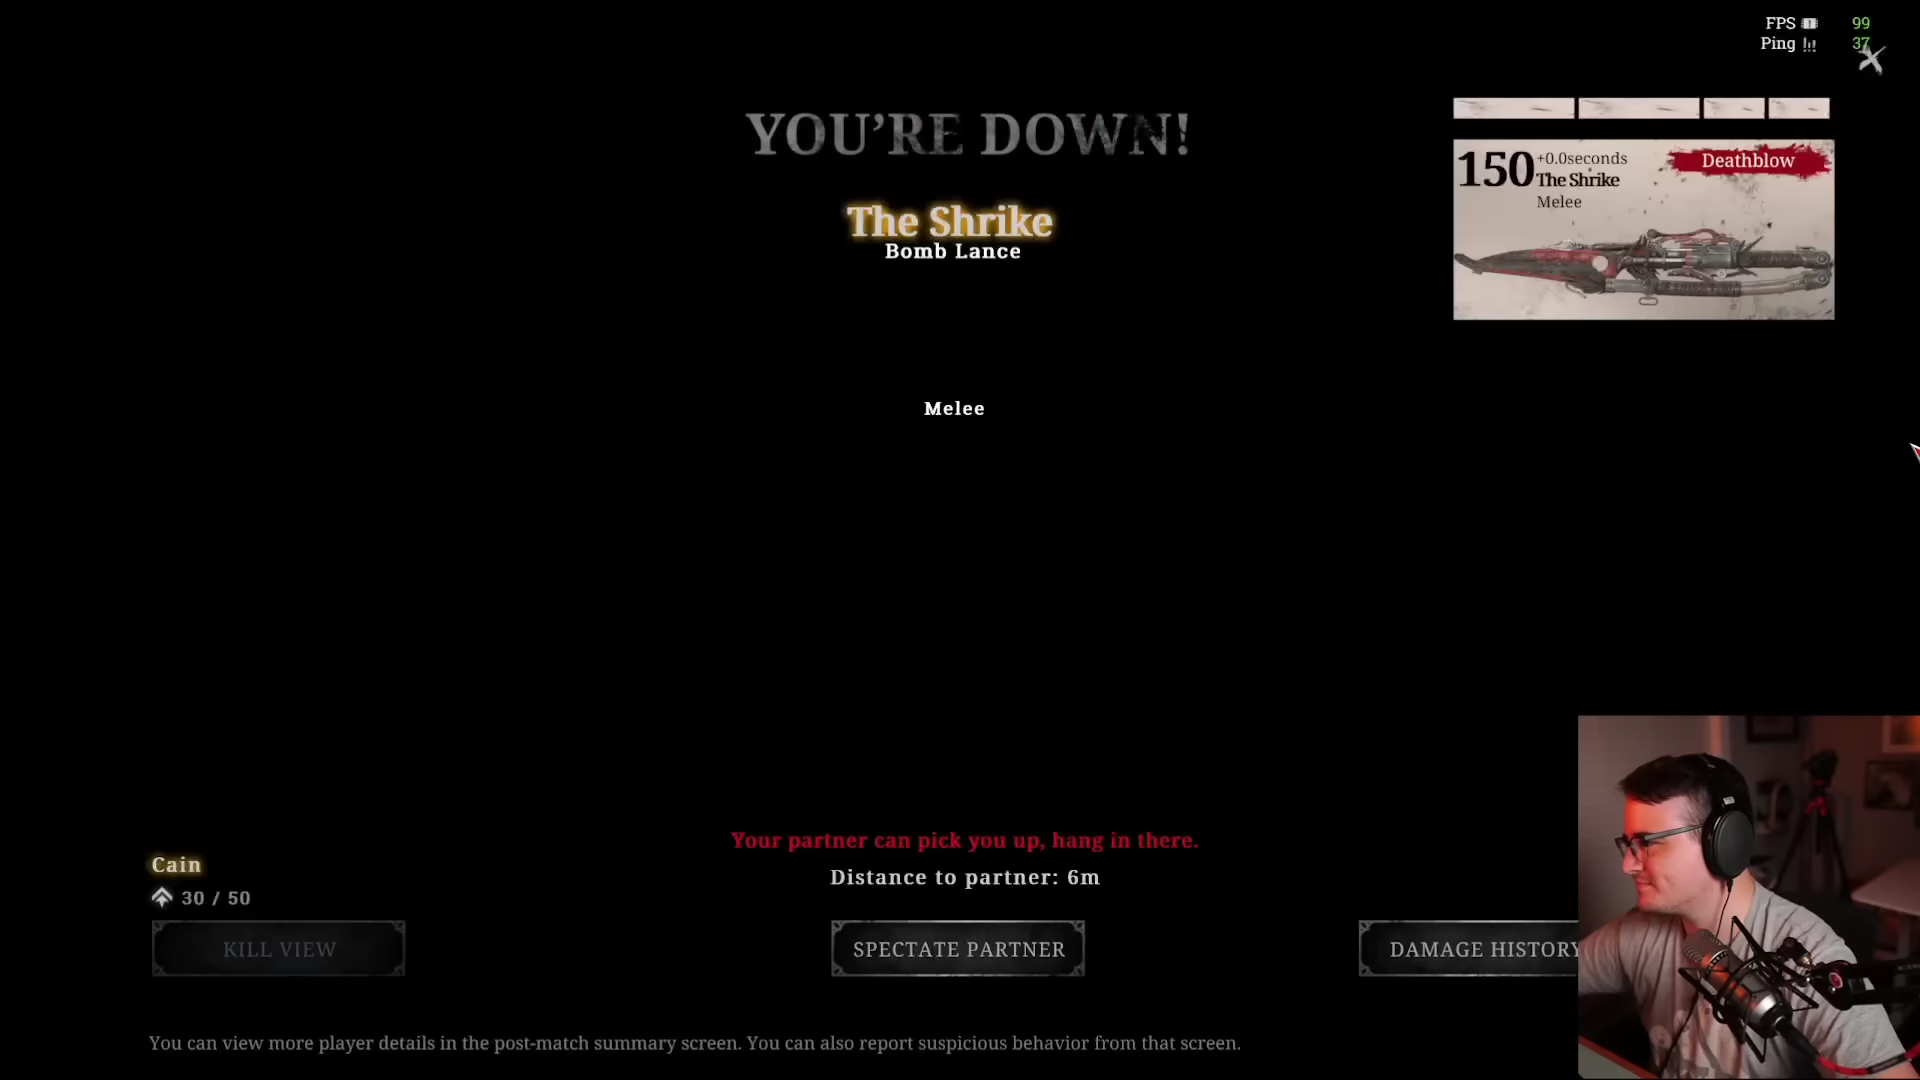 FPS 99
Ping 37
YOU'RE DOWN!
The Shrike
Bomb Lance
150 +0.0seconds
The Shrike
Melee
Deathblow
Melee
Your partner can pick you up, hang in there.
Distance to partner: 6m
Cain
30 / 50
KILL VIEW
SPECTATE PARTNER
DAMAGE HISTORY
You can view more player details in the post-match summary screen. You can also report suspicious behavior from that screen.